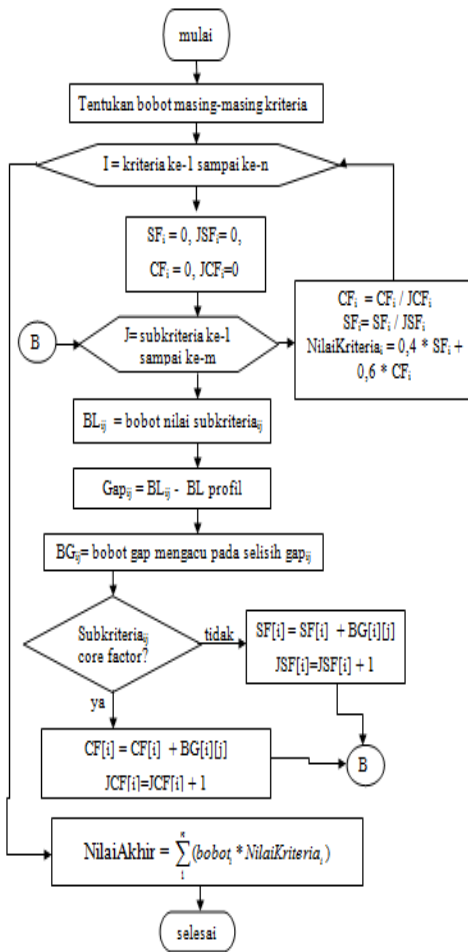 mulai
Tentukan bobot masing-masing kriteria
I = kriteria ke-1 sampai ke-n
SFᵢ = 0, JSFᵢ= 0,
CFᵢ = 0, JCFᵢ=0
CFᵢ = CFᵢ / JCFᵢ
SFᵢ= SFᵢ / JSFᵢ
NilaiKriteriaᵢ = 0,4 * SFᵢ +
0,6 * CFᵢ
B
J= subkriteria ke-1
sampai ke-m
BLᵢⱼ = bobot nilai subkriteriaᵢⱼ
Gapᵢⱼ = BLᵢⱼ - BL profil
BGᵢⱼ= bobot gap mengacu pada selisih gapᵢⱼ
Subkriteriaᵢⱼ
core factor?
tidak
SF[i] = SF[i] + BG[i][j]
JSF[i]=JSF[i] + 1
ya
CF[i] = CF[i] + BG[i][j]
JCF[i]=JCF[i] + 1
B
NilaiAkhir = ∑ⁿ₁(bobotᵢ * NilaiKriteriaᵢ)
selesai